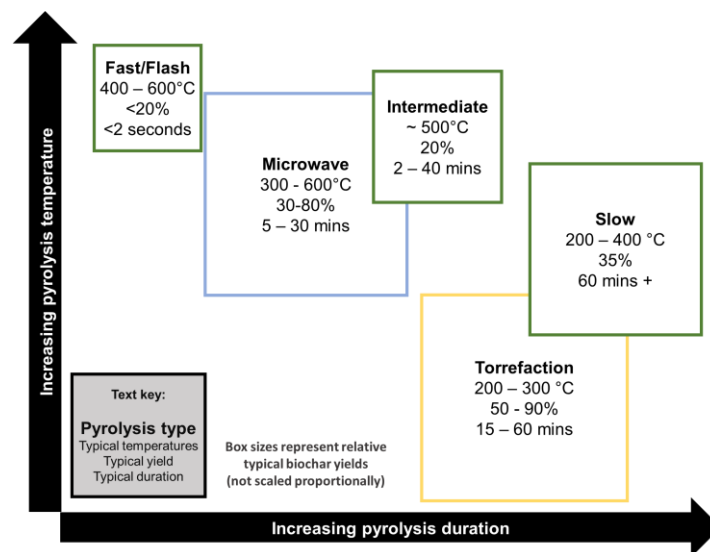 Increasing pyrolysis temperature
Fast/Flash
400 – 600°C
<20%
<2 seconds
Microwave
300 - 600°C
30-80%
5 – 30 mins
Intermediate
~ 500°C
20%
2 – 40 mins
Slow
200 – 400 °C
35%
60 mins +
Torrefaction
200 – 300 °C
50 - 90%
15 – 60 mins
Text key:
Pyrolysis type
Typical temperatures
Typical yield
Typical duration
Box sizes represent relative
typical biochar yields
(not scaled proportionally)
Increasing pyrolysis duration